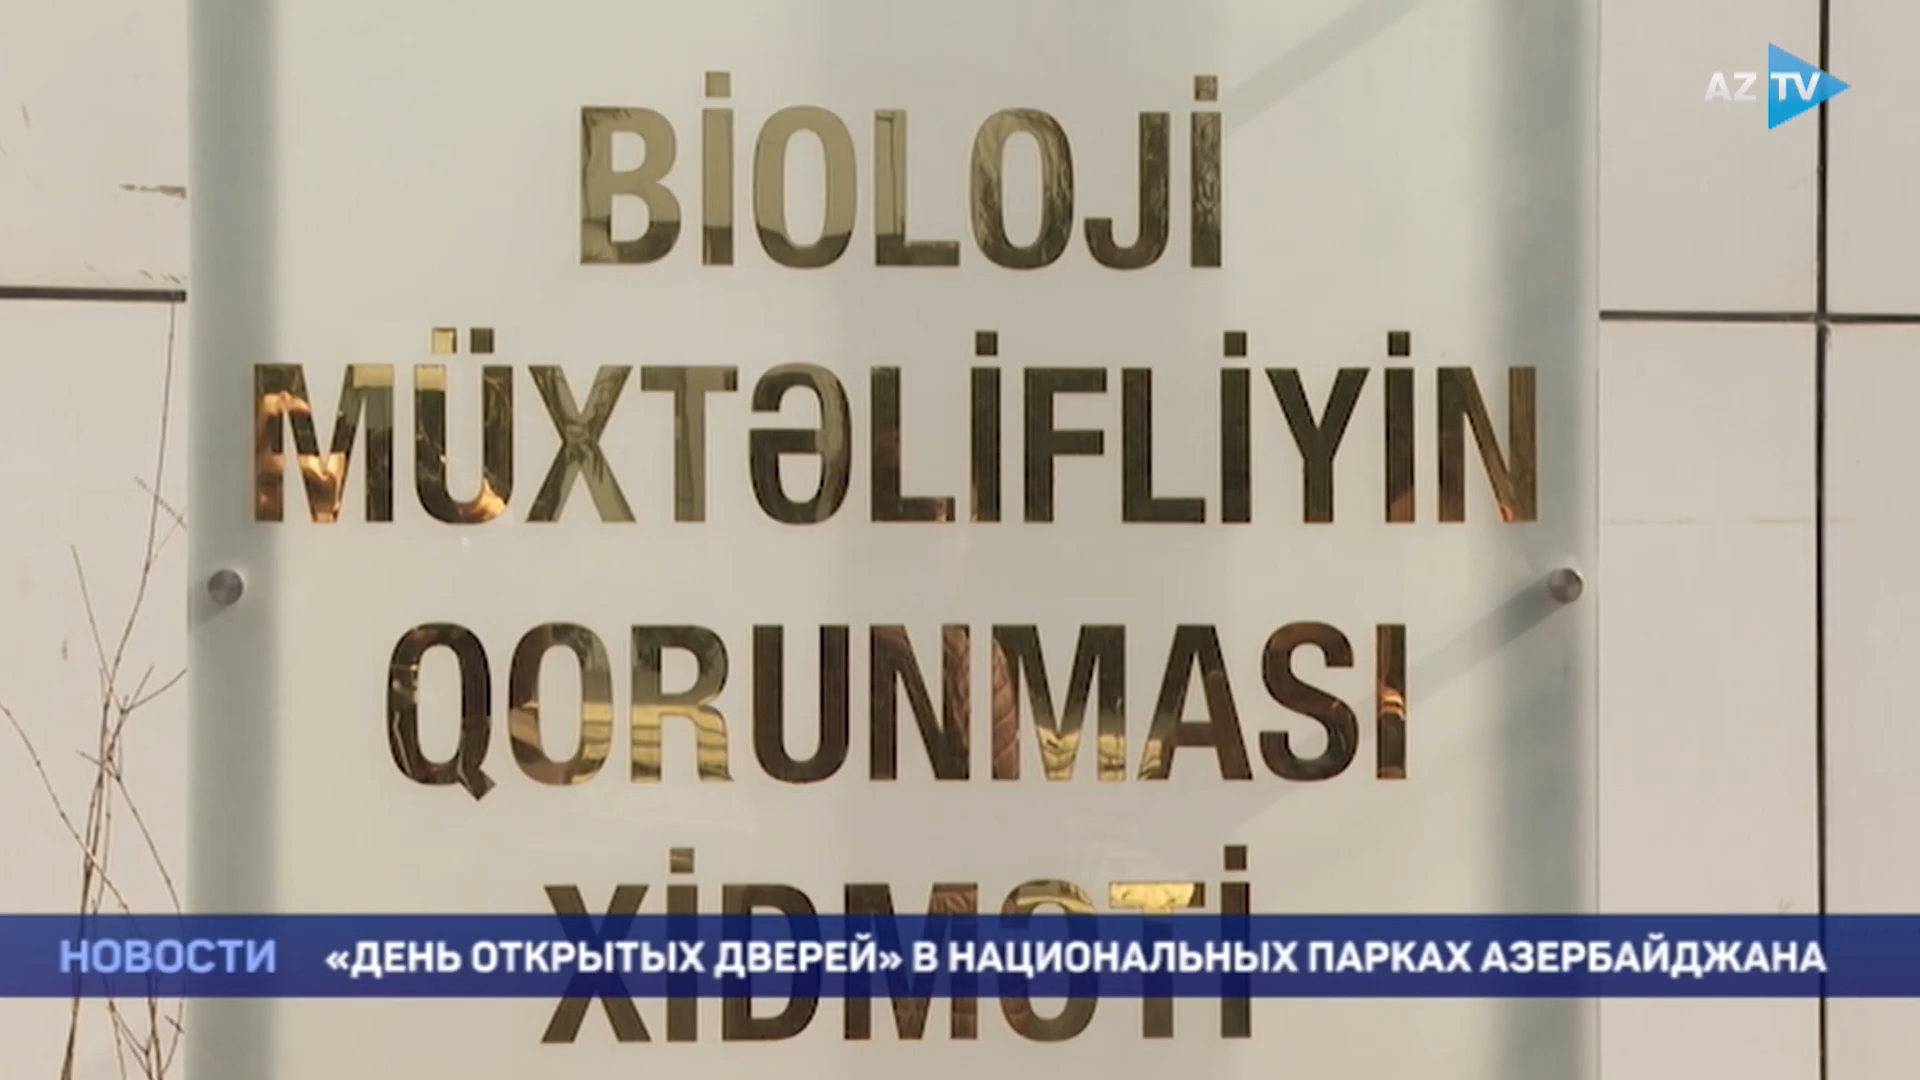 AZ TV
BİOLOJİ
MÜXTƏLİFLİYİN
QORUNMASI
XİDMƏTİ
НОВОСТИ «ДЕНЬ ОТКРЫТЫХ ДВЕРЕЙ» В НАЦИОНАЛЬНЫХ ПАРКАХ АЗЕРБАЙДЖАНА